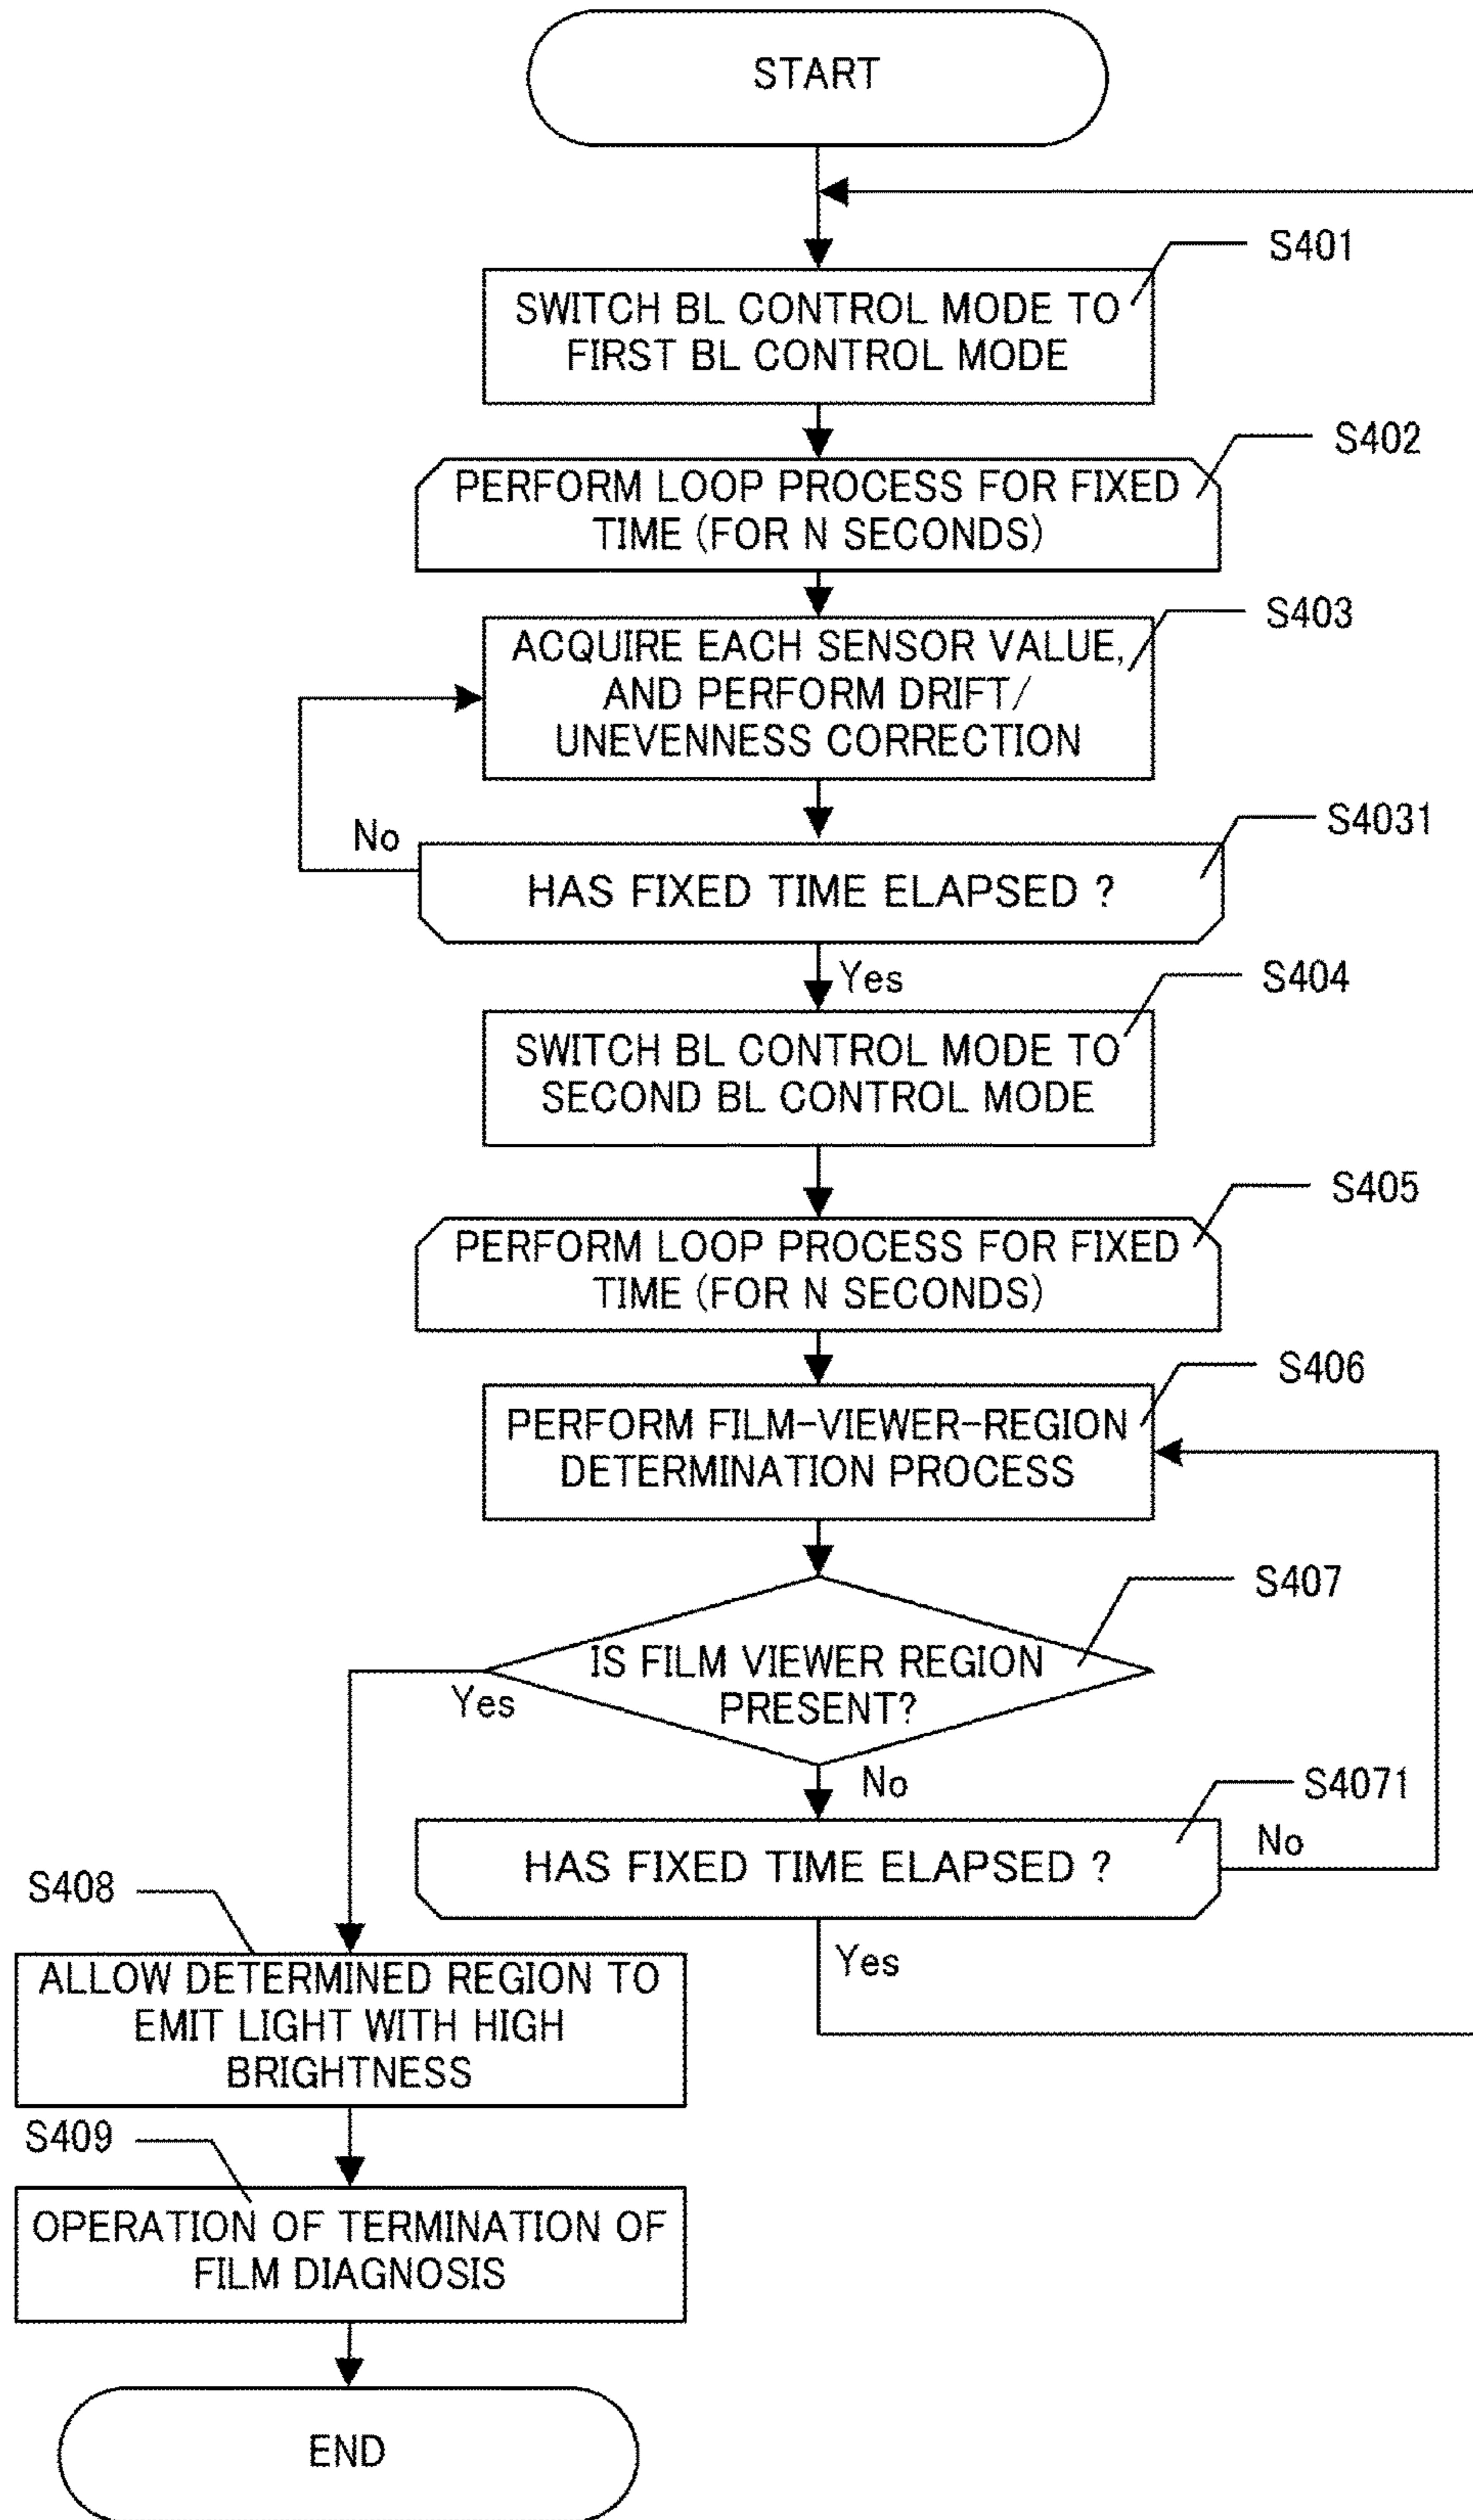 START
S401
SWITCH BL CONTROL MODE TO
FIRST BL CONTROL MODE
S402
PERFORM LOOP PROCESS FOR FIXED
TIME (FOR N SECONDS)
S403
ACQUIRE EACH SENSOR VALUE,
AND PERFORM DRIFT/
UNEVENNESS CORRECTION
S4031
No
HAS FIXED TIME ELAPSED ?
Yes
S404
SWITCH BL CONTROL MODE TO
SECOND BL CONTROL MODE
S405
PERFORM LOOP PROCESS FOR FIXED
TIME (FOR N SECONDS)
S406
PERFORM FILM-VIEWER-REGION
DETERMINATION PROCESS
S407
IS FILM VIEWER REGION
PRESENT?
Yes
No
S4071
HAS FIXED TIME ELAPSED ?
No
Yes
S408
ALLOW DETERMINED REGION TO
EMIT LIGHT WITH HIGH
BRIGHTNESS
S409
OPERATION OF TERMINATION OF
FILM DIAGNOSIS
END